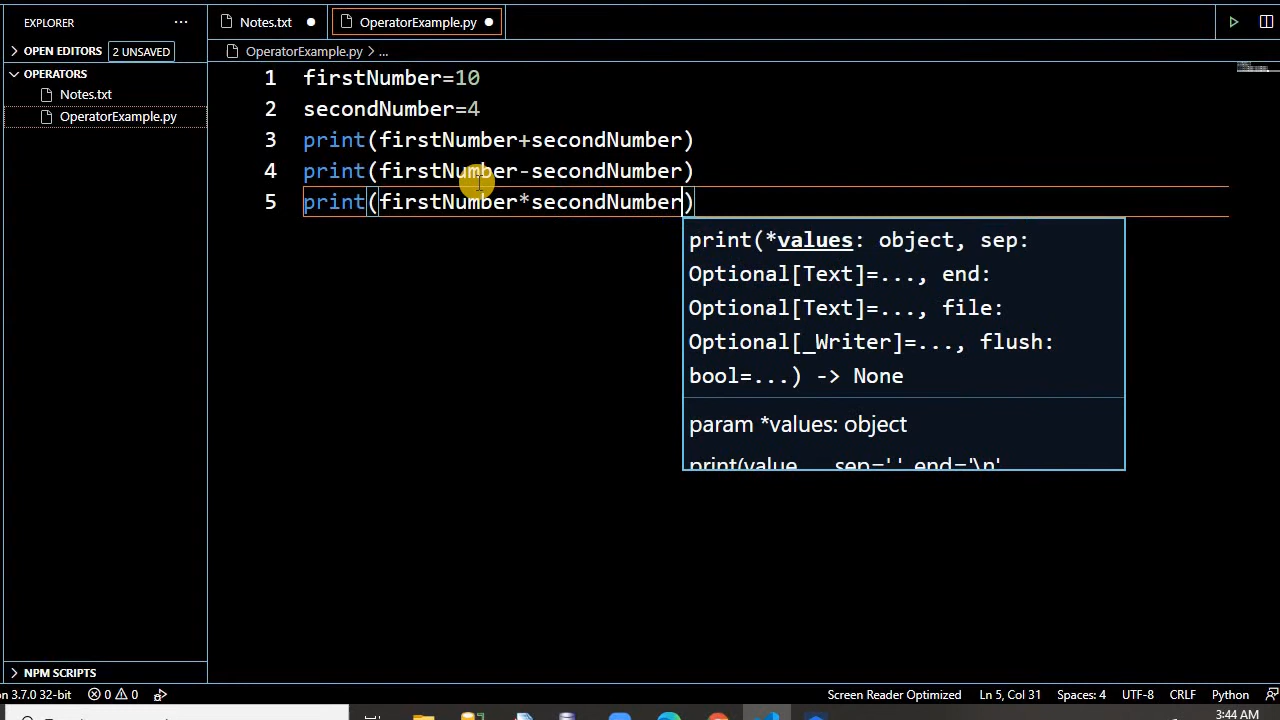 EXPLORER ...
Notes.txt
OperatorExample.py
OPEN EDITORS 2 UNSAVED
OperatorExample.py > ...
OPERATORS
Notes.txt
OperatorExample.py
1 firstNumber=10
2 secondNumber=4
3 print(firstNumber+secondNumber)
4 print(firstNumber-secondNumber)
5 print(firstNumber*secondNumber)
print(*values: object, sep:
Optional[Text]=..., end:
Optional[Text]=..., file:
Optional[_Writer]=..., flush:
bool=...) -> None
param *values: object
print(value, ..., sep=' ', end='\n'
NPM SCRIPTS
n 3.7.0 32-bit 0 0 Screen Reader Optimized Ln 5, Col 31 Spaces: 4 UTF-8 CRLF Python
3:44 AM